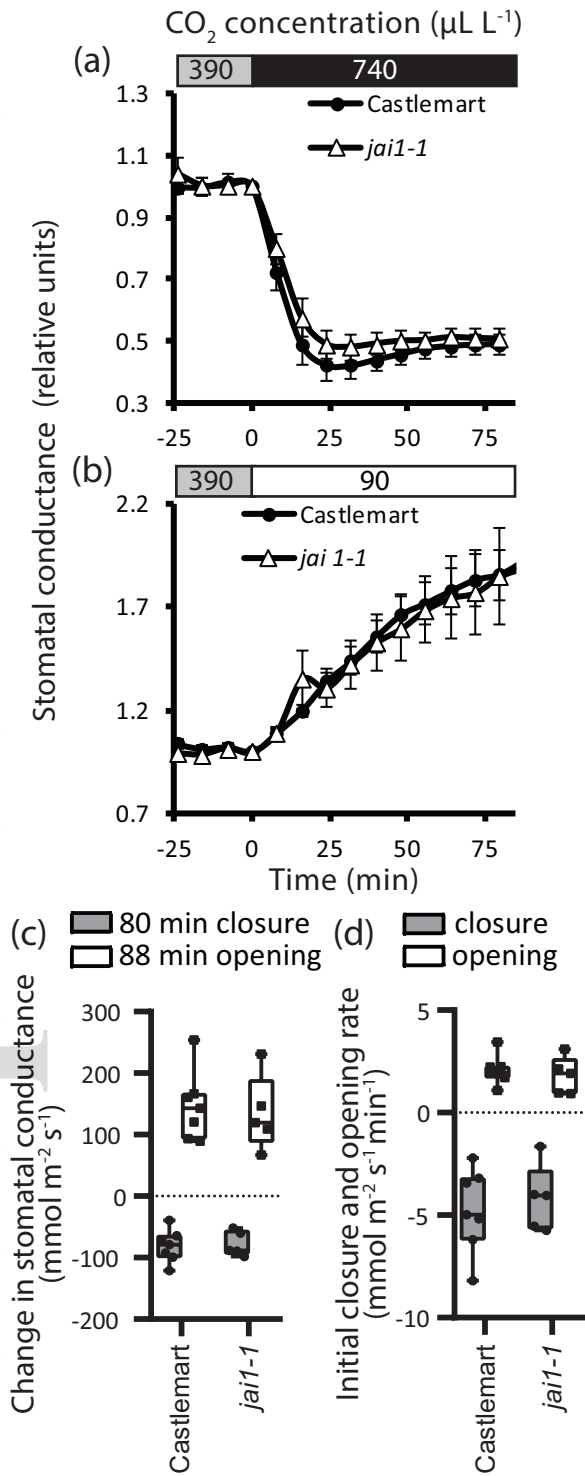 CO2 concentration (µL L-1)
(a)
390 740
1.3
1.1
0.9
0.7
0.5
0.3
Castlemart
jai1-1
-25 0 25 50 75
Stomatal conductance (relative units)
(b)
390 90
2.2
1.7
1.2
0.7
Castlemart
jai 1-1
-25 0 25 50 75
Time (min)
(c)
80 min closure
88 min opening
Change in stomatal conductance
(mmol m-2 s-1)
300
200
100
0
-100
-200
Castlemart
jai1-1
(d)
closure
opening
Initial closure and opening rate
(mmol m-2 s-1 min-1)
5
0
-5
-10
Castlemart
jai1-1